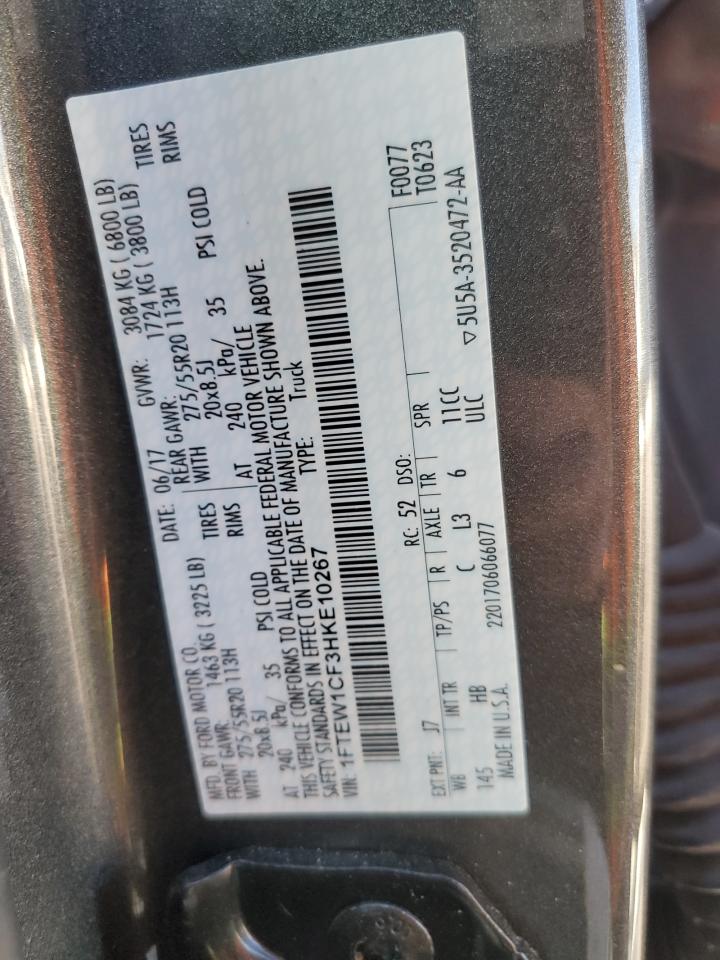 MFD. BY FORD MOTOR CO.
DATE: 06/17 GVWR: 3084 KG ( 6800 LB)
FRONT GAWR: 1463 KG ( 3225 LB) REAR GAWR: 1724 KG ( 3800 LB)
WITH 275/55R20 113H TIRES WITH 275/55R20 113H TIRES
20x8.5J RIMS 20x8.5J RIMS
AT 240 kPa/ 35 PSI COLD AT 240 kPa/ 35 PSI COLD
THIS VEHICLE CONFORMS TO ALL APPLICABLE FEDERAL MOTOR VEHICLE
SAFETY STANDARDS IN EFFECT ON THE DATE OF MANUFACTURE SHOWN ABOVE.
VIN: 1FTEW1CF3HKE10267 TYPE: Truck
F0077
T0623
EXT PNT: J7 RC: 52 DSO:
WB INT TR TP/PS R AXLE TR SPR
145 HB C L3 6 11CC
MADE IN U.S.A. 2201706066077 ULC
▽5U5A-3520472-AA